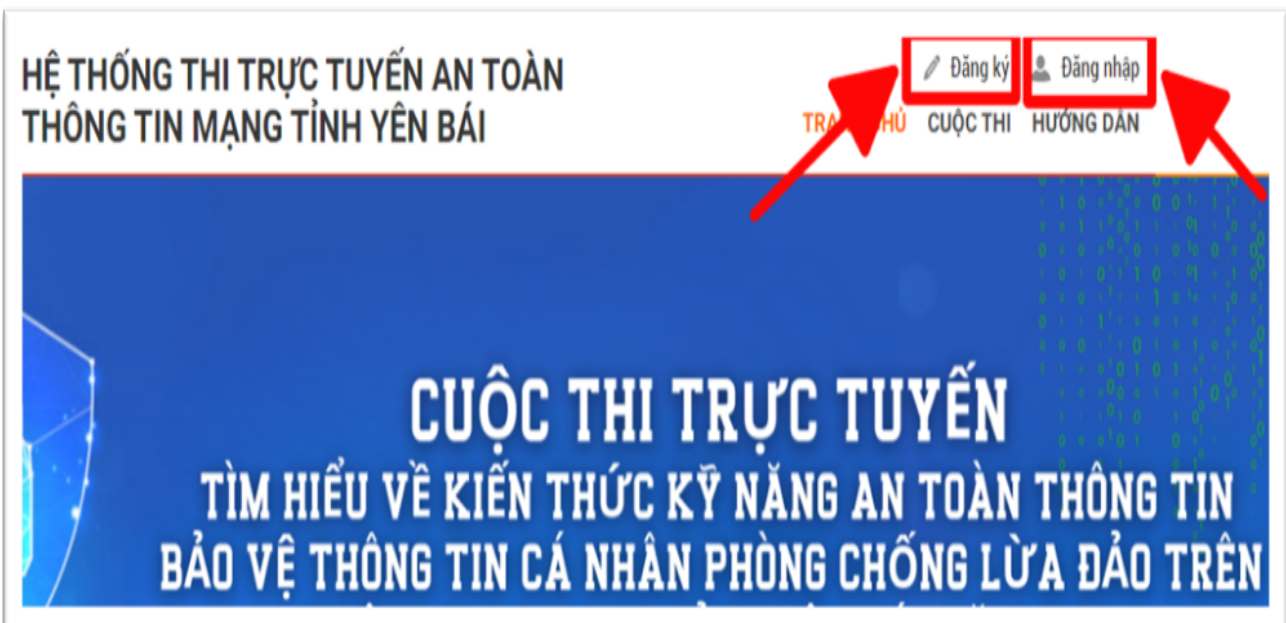 HỆ THỐNG THI TRỰC TUYẾN AN TOÀN
THÔNG TIN MẠNG TỈNH YÊN BÁI
Đăng ký Đăng nhập
CUỘC THI HƯỚNG DẪN
CUỘC THI TRỰC TUYẾN
TÌM HIỂU VỀ KIẾN THỨC KỸ NĂNG AN TOÀN THÔNG TIN
BẢO VỆ THÔNG TIN CÁ NHÂN PHÒNG CHỐNG LỪA ĐẢO TRÊN